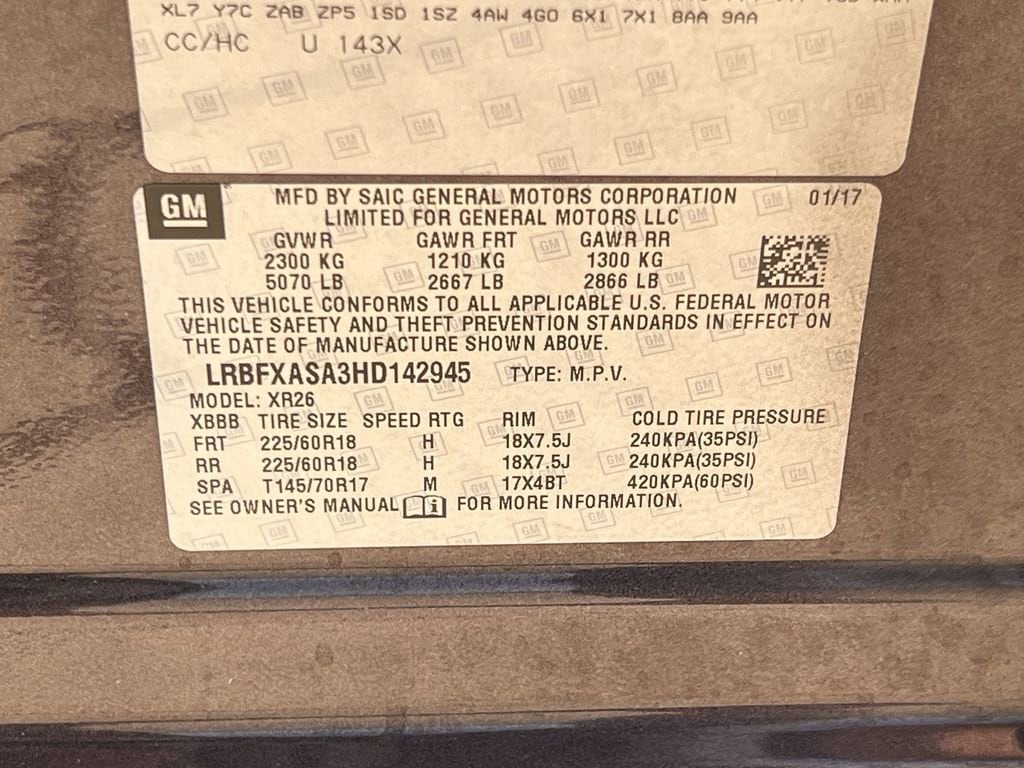 XL7 Y7C ZAB ZP5 1SD 1SZ 4AW 4G0 6X1 7X1 8AA 9AA
CC/HC U 143X
GM
MFD BY SAIC GENERAL MOTORS CORPORATION 01/17
LIMITED FOR GENERAL MOTORS LLC
GVWR GAWR FRT GAWR RR
2300 KG 1210 KG 1300 KG
5070 LB 2667 LB 2866 LB
THIS VEHICLE CONFORMS TO ALL APPLICABLE U.S. FEDERAL MOTOR
VEHICLE SAFETY AND THEFT PREVENTION STANDARDS IN EFFECT ON
THE DATE OF MANUFACTURE SHOWN ABOVE.
LRBFXASA3HD142945 TYPE: M.P.V.
MODEL: XR26
XBBB TIRE SIZE SPEED RTG RIM COLD TIRE PRESSURE
FRT 225/60R18 H 18X7.5J 240KPA(35PSI)
RR 225/60R18 H 18X7.5J 240KPA(35PSI)
SPA T145/70R17 M 17X4BT 420KPA(60PSI)
SEE OWNER'S MANUAL FOR MORE INFORMATION.